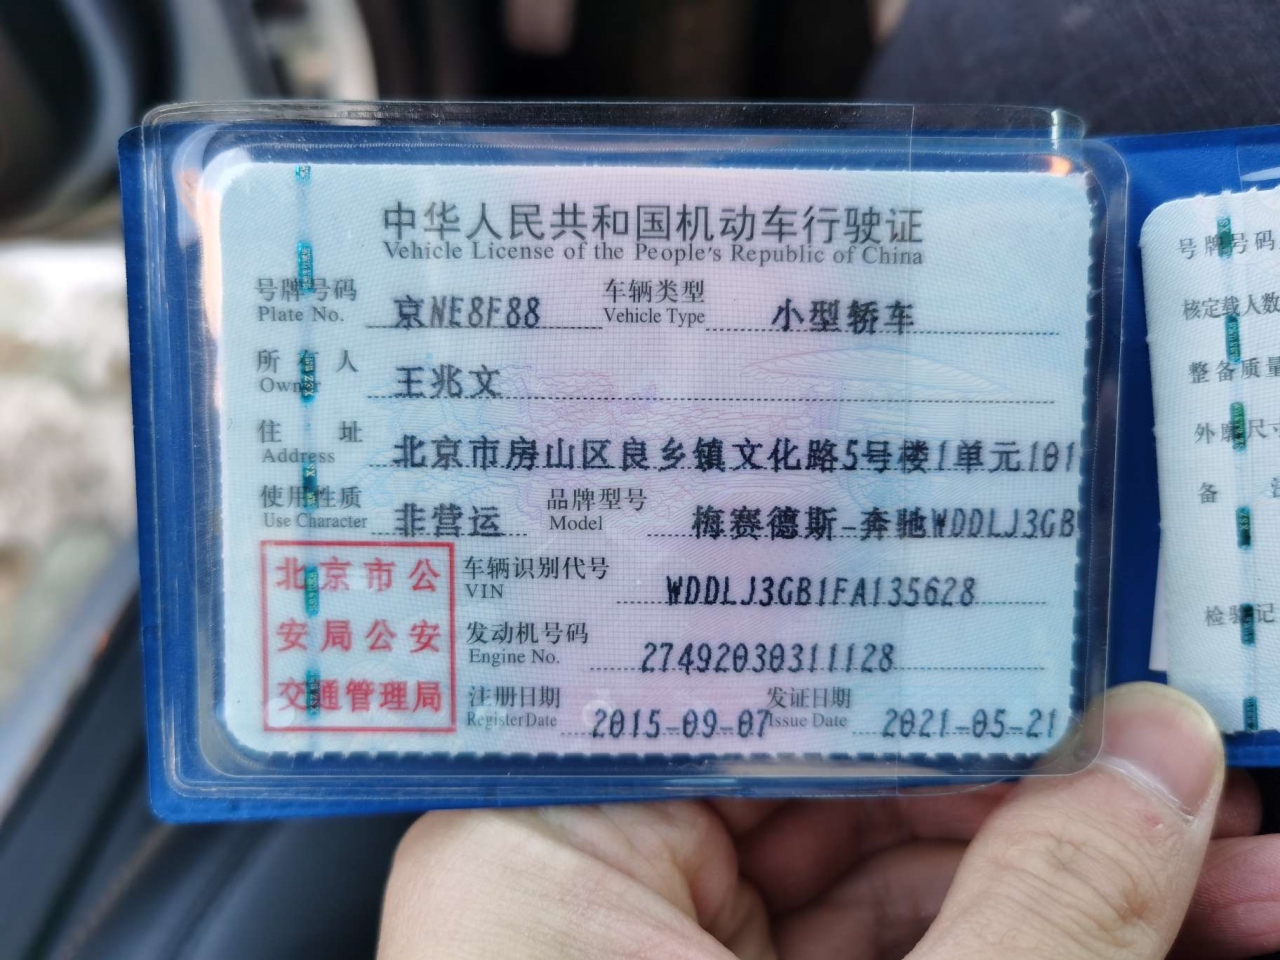 中华人民共和国机动车行驶证
Vehicle License of the People's Republic of China
号牌号码 京NE8F88 车辆类型 小型轿车
Plate No. Vehicle Type
所有人 王兆文
Owner
住址 北京市房山区良乡镇文化路5号楼1单元101
Address
使用性质 非营运 品牌型号 梅赛德斯-奔驰WDDLJ3GB
Use Character Model
北京市公
安局公安
交通管理局
车辆识别代号 WDDLJ3GB1FA135628
VIN
发动机号码 27492030311128
Engine No.
注册日期 2015-09-07 发证日期 2021-05-21
Register Date Issue Date
号牌号码
核定载人数
整备质量
外廓尺寸
备
检验记